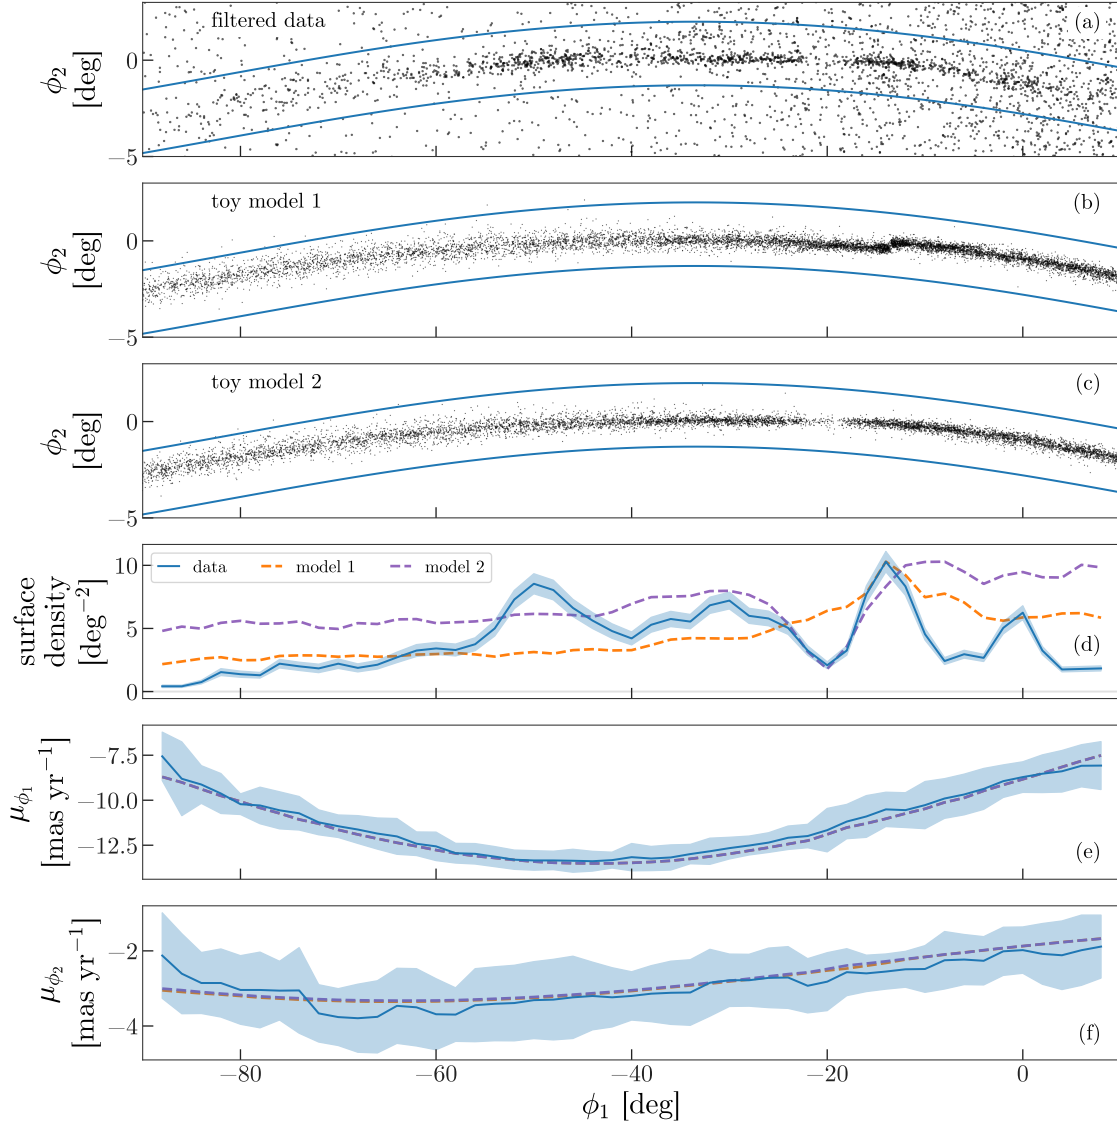 filtered data
(a)
ϕ₂
[deg]
0
−5
toy model 1
(b)
ϕ₂
[deg]
0
−5
toy model 2
(c)
ϕ₂
[deg]
0
−5
data
model 1
model 2
(d)
surface
density
[deg⁻²]
10
5
0
(e)
μϕ₁
[mas yr⁻¹]
−7.5
−10.0
−12.5
(f)
μϕ₂
[mas yr⁻¹]
−2
−4
−80 −60 −40 −20 0
ϕ₁ [deg]